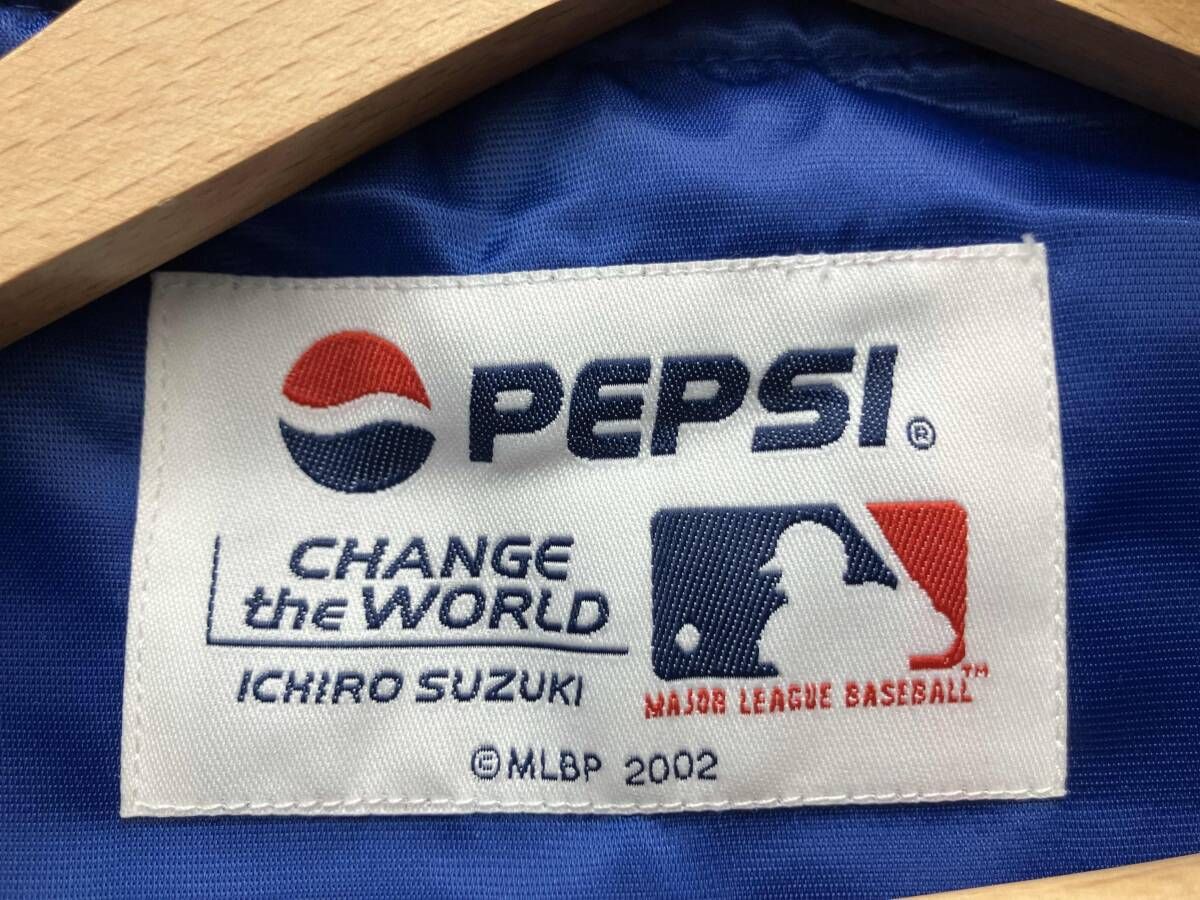 PEPSI®
CHANGE
the WORLD
ICHIRO SUZUKI
MAJOR LEAGUE BASEBALL™
©MLBP 2002